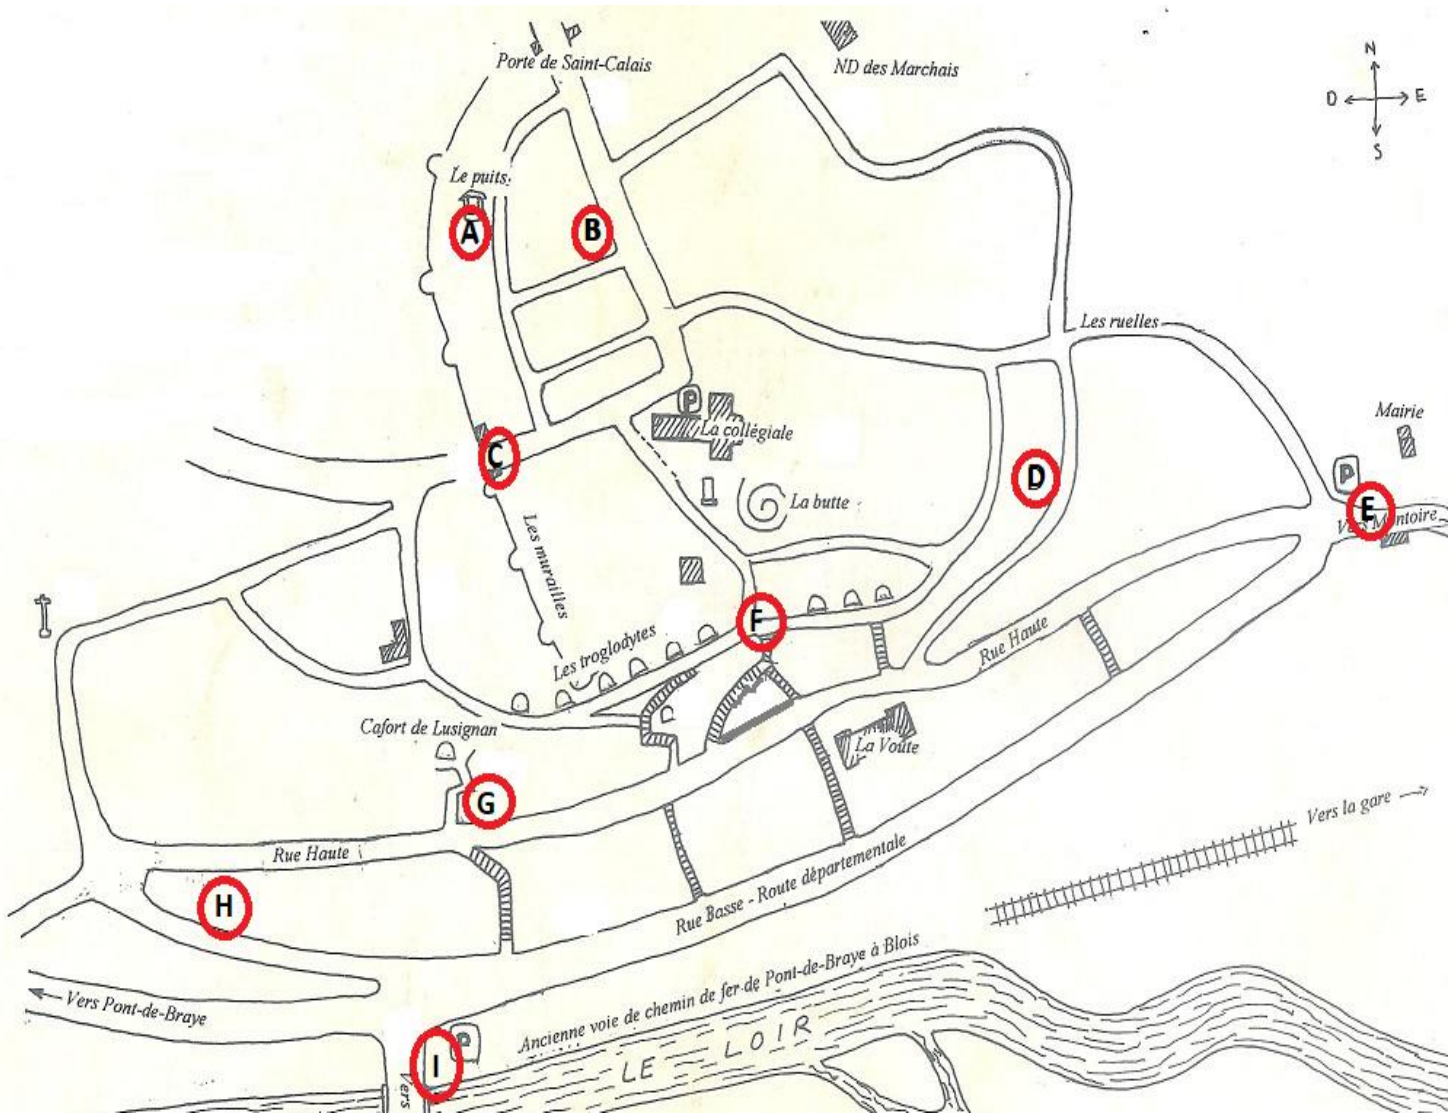 Porte de Saint-Calais
ND des Marchais
N
O E
S
Le puits
A
B
Les ruelles
P
La collégiale
Mairie
C
D
P
E
Vers Montoire
La butte
Les murailles
F
Les troglodytes
Rue Haute
Cafort de Lusignan
La Voute
G
Vers la gare
Rue Haute
H
Rue Basse - Route départementale
Ancienne voie de chemin de fer de Pont-de-Braye à Blois
Vers Pont-de-Braye
P
I
LE LOIR
Vers